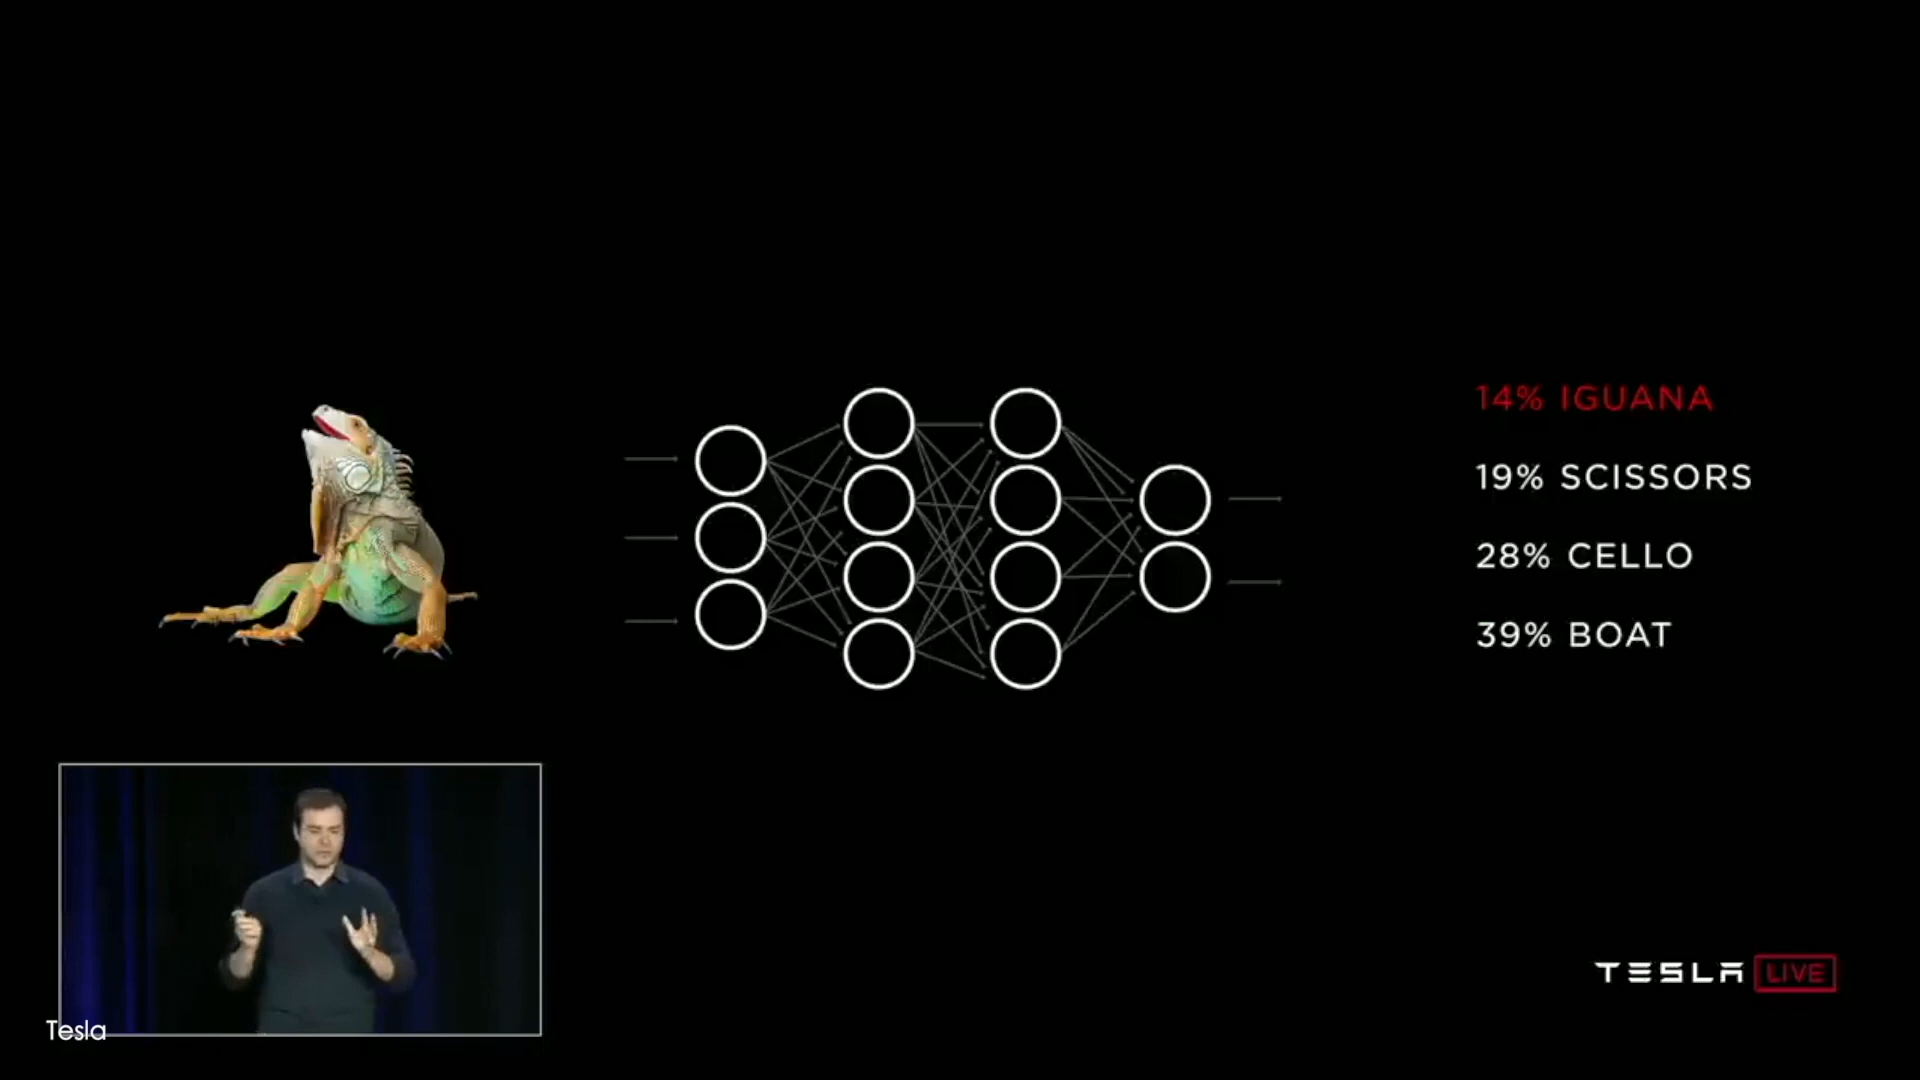 14% IGUANA
19% SCISSORS
28% CELLO
39% BOAT
TESLA LIVE
Tesla